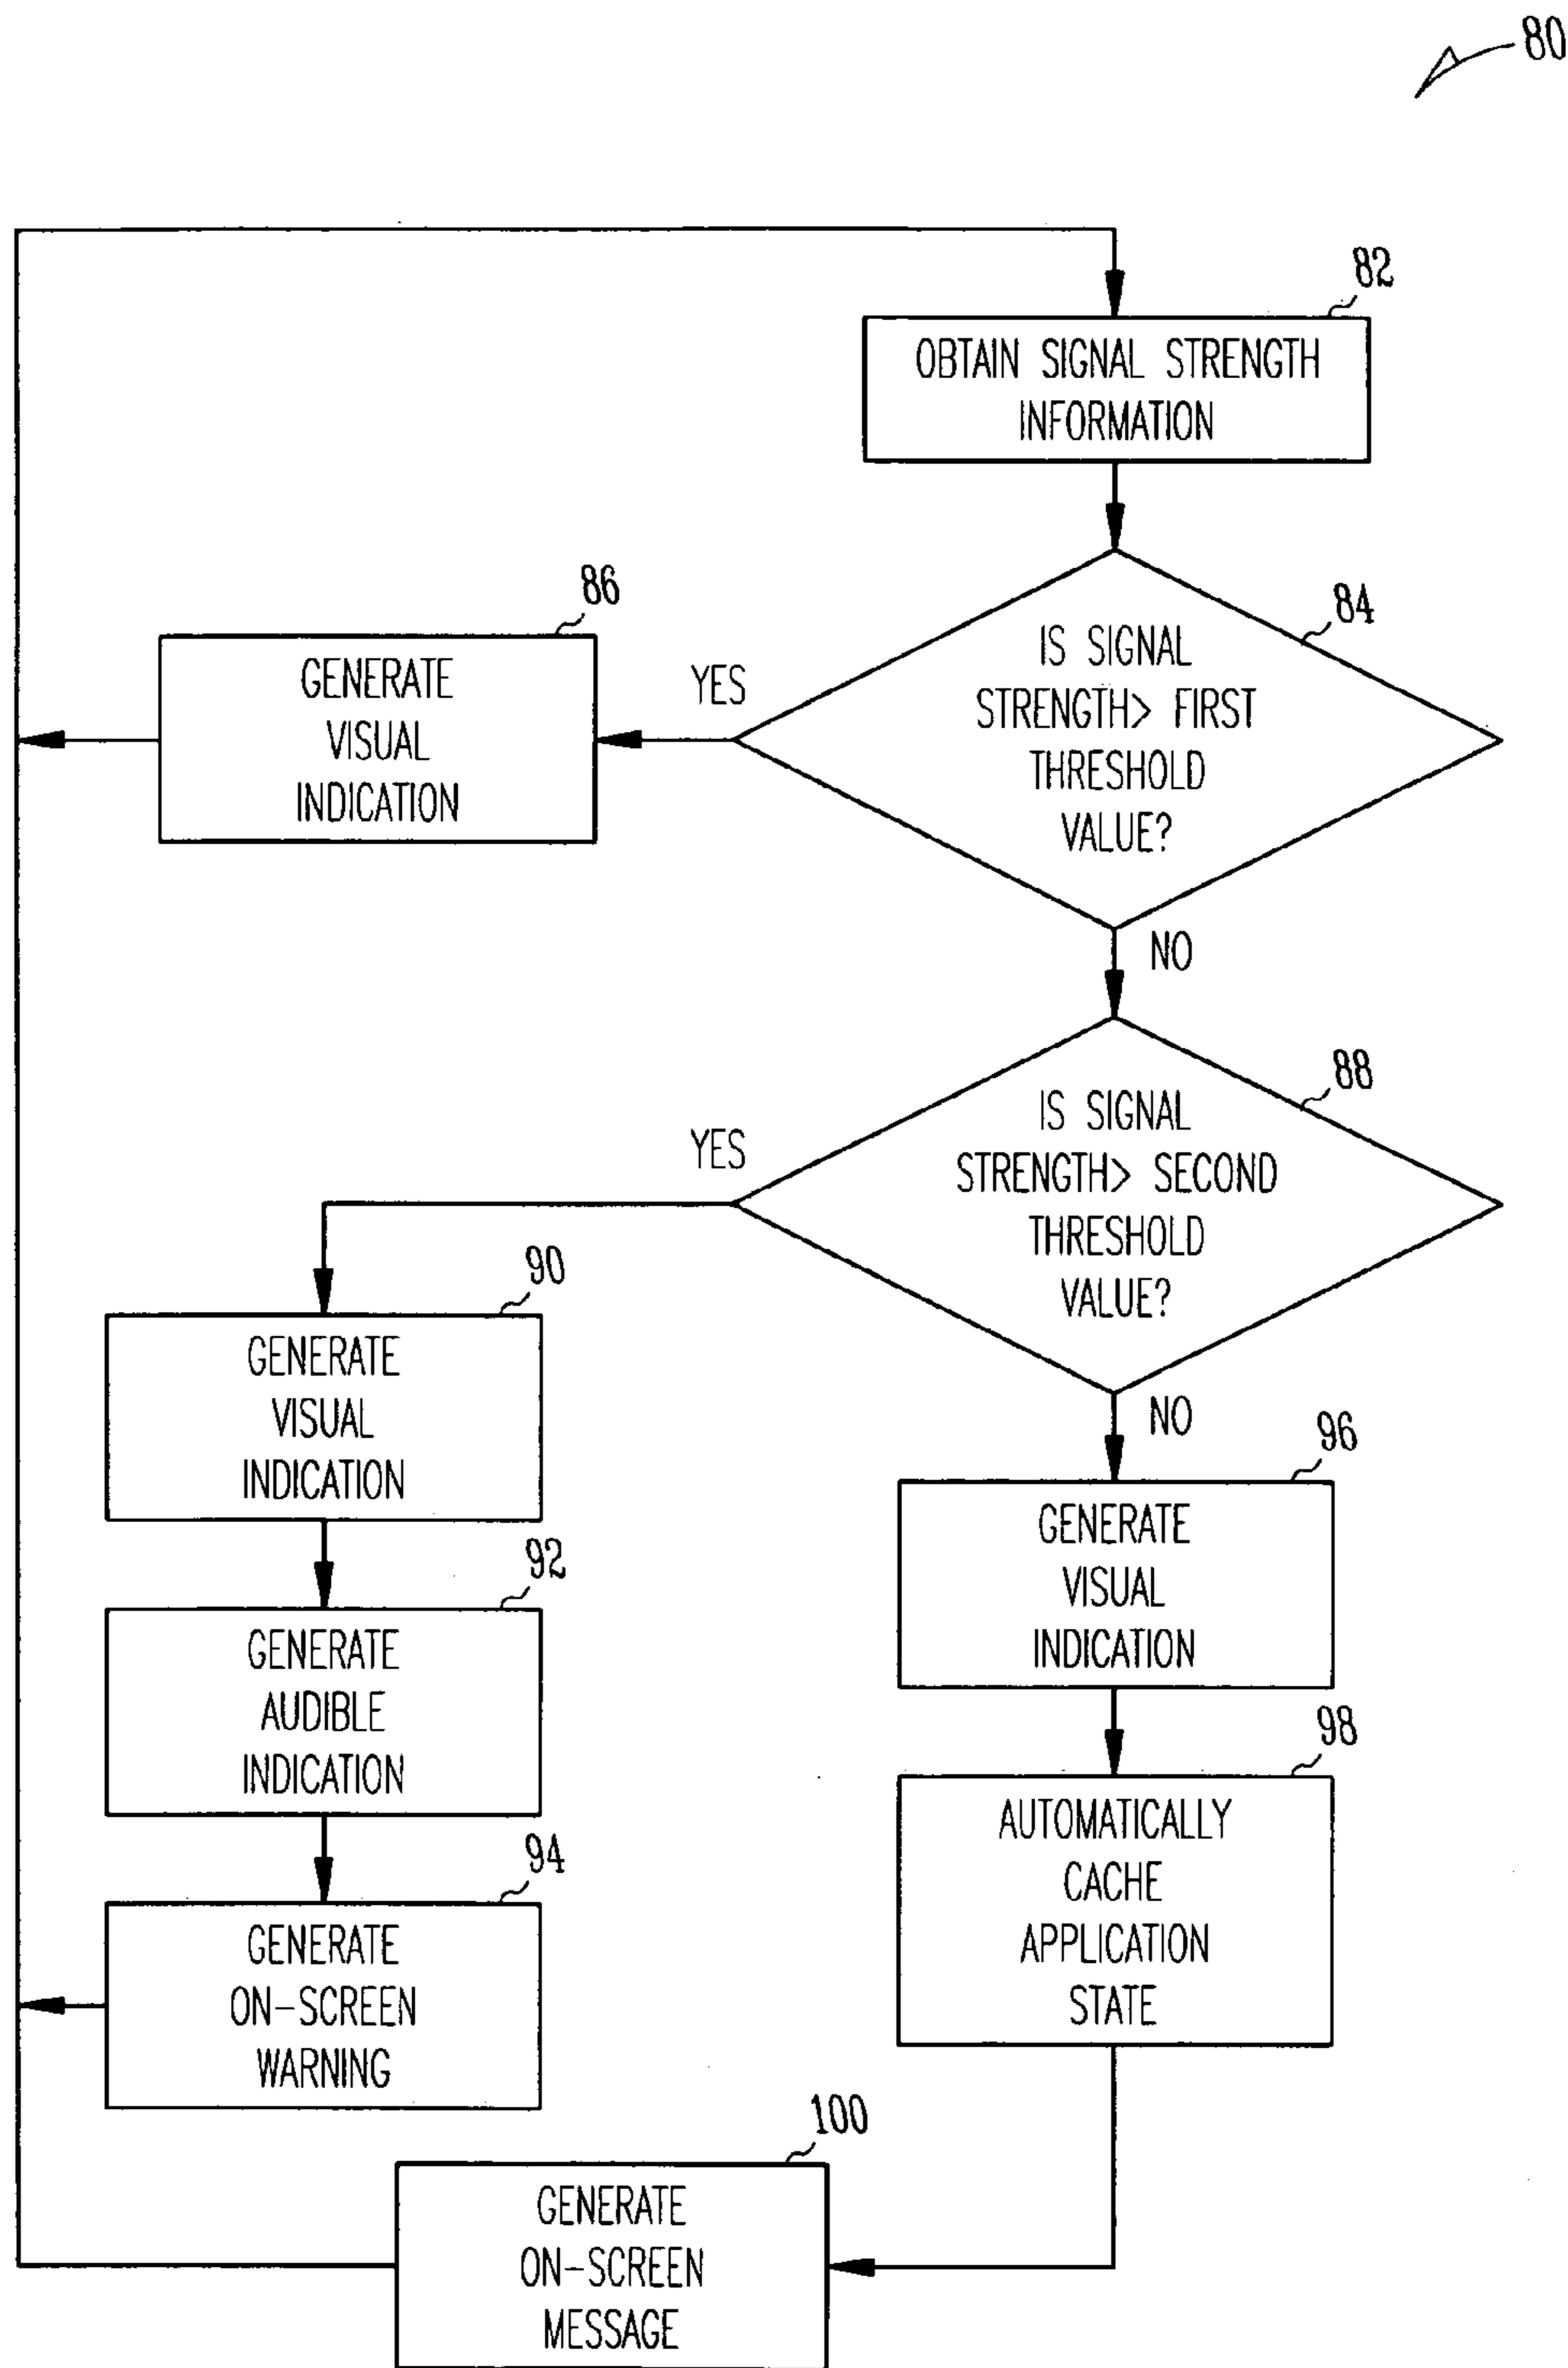 80
82
OBTAIN SIGNAL STRENGTH
INFORMATION
84
IS SIGNAL
STRENGTH> FIRST
THRESHOLD
VALUE?
YES
86
GENERATE
VISUAL
INDICATION
NO
88
IS SIGNAL
STRENGTH> SECOND
THRESHOLD
VALUE?
YES
90
GENERATE
VISUAL
INDICATION
92
GENERATE
AUDIBLE
INDICATION
94
GENERATE
ON-SCREEN
WARNING
NO
96
GENERATE
VISUAL
INDICATION
98
AUTOMATICALLY
CACHE
APPLICATION
STATE
100
GENERATE
ON-SCREEN
MESSAGE